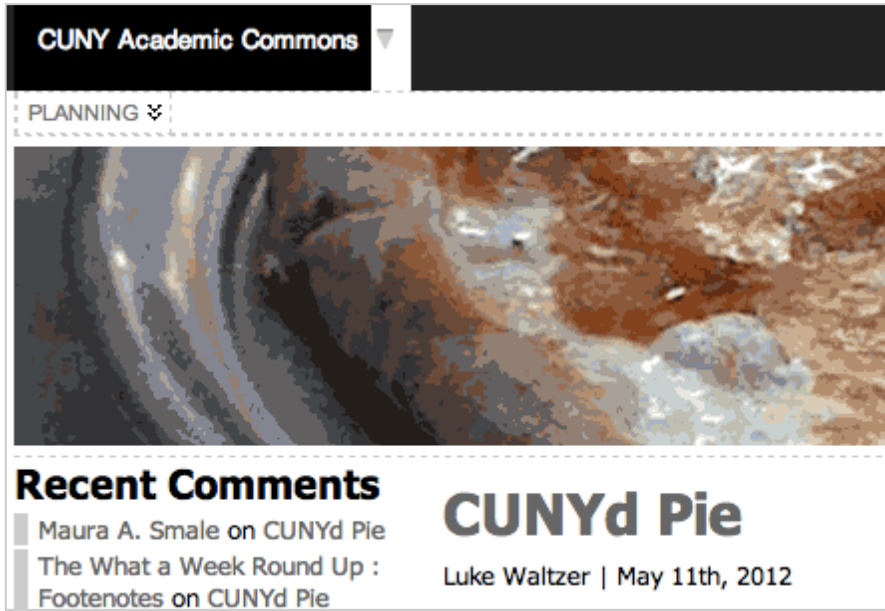 CUNY Academic Commons
PLANNING
Recent Comments
Maura A. Smale on CUNYd Pie
The What a Week Round Up :
Footenotes on CUNYd Pie
CUNYd Pie
Luke Waltzer | May 11th, 2012